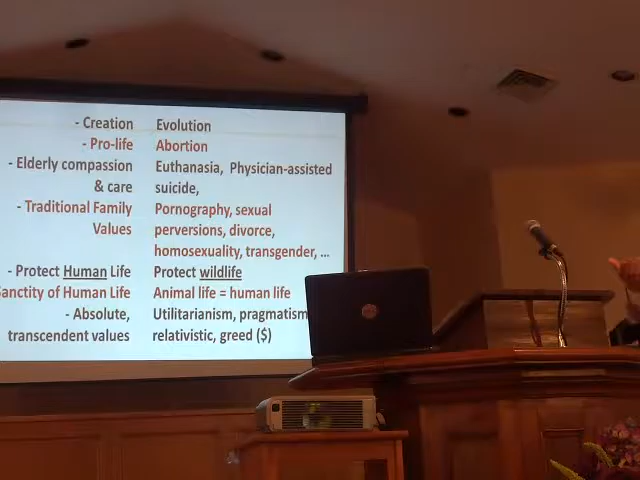 - Creation Evolution
- Pro-life Abortion
- Elderly compassion Euthanasia, Physician-assisted
& care suicide,
- Traditional Family Pornography, sexual
Values perversions, divorce,
homosexuality, transgender, ...
- Protect Human Life Protect wildlife
Sanctity of Human Life Animal life = human life
- Absolute, Utilitarianism, pragmatism
transcendent values relativistic, greed ($)